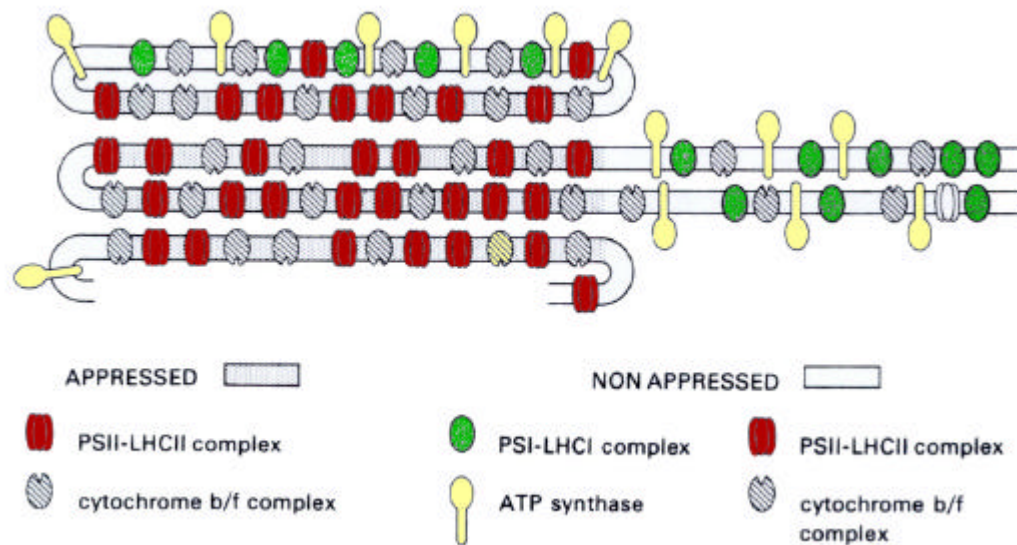 APPRESSED
NON APPRESSED
PSII-LHCII complex
PSI-LHCI complex
PSII-LHCII complex
cytochrome b/f complex
ATP synthase
cytochrome b/f
complex